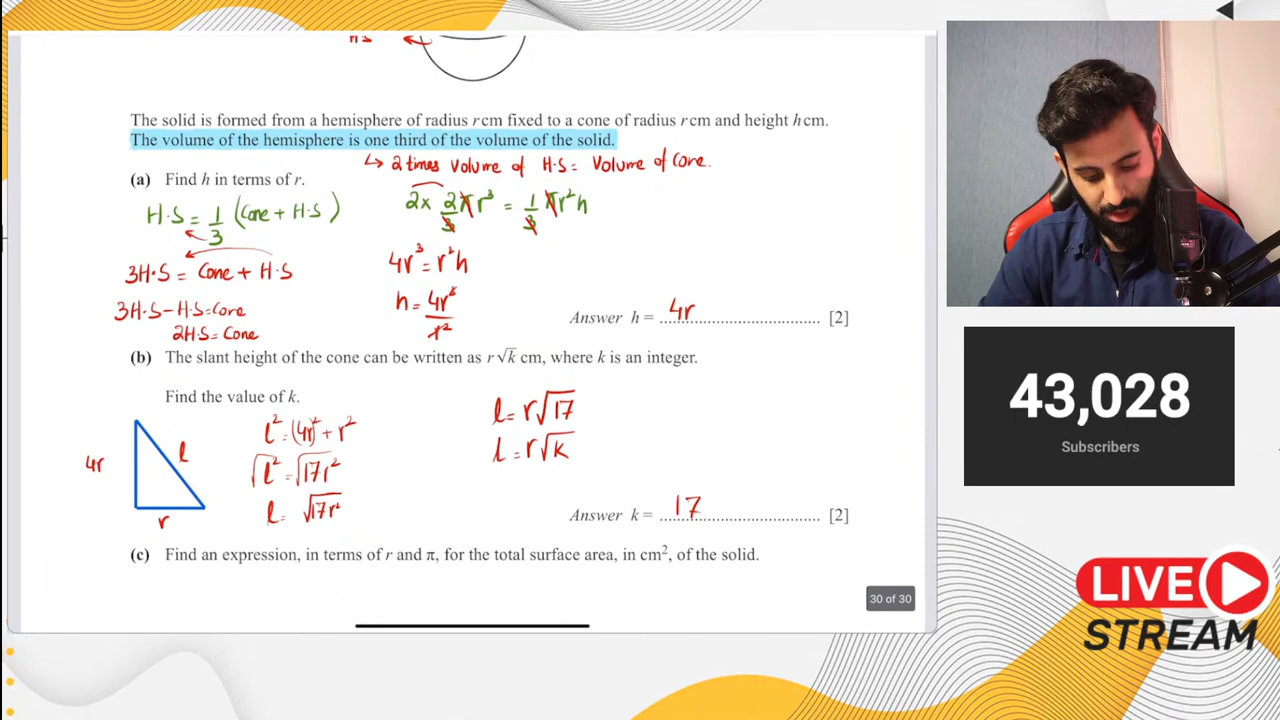 H.S
The solid is formed from a hemisphere of radius r cm fixed to a cone of radius r cm and height h cm.
The volume of the hemisphere is one third of the volume of the solid.
↳ 2 times Volume of H.S = Volume of Cone.
(a) Find h in terms of r.
H.S = 1/3 (Cone + H.S)
2 × 2/3 πr³ = 1/3 πr²h
3H.S = Cone + H.S
4r³ = r²h
3H.S - H.S = Cone
h = 4r³/r²
2H.S = Cone
Answer h = 4r [2]
(b) The slant height of the cone can be written as r√k cm, where k is an integer.
Find the value of k.
l = r√17
l² = (4r)² + r²
l = r√k
4r
l
√l² = √17r²
l = √17r²
r
Answer k = 17 [2]
(c) Find an expression, in terms of r and π, for the total surface area, in cm², of the solid.
30 of 30
43,028
Subscribers
LIVE
STREAM